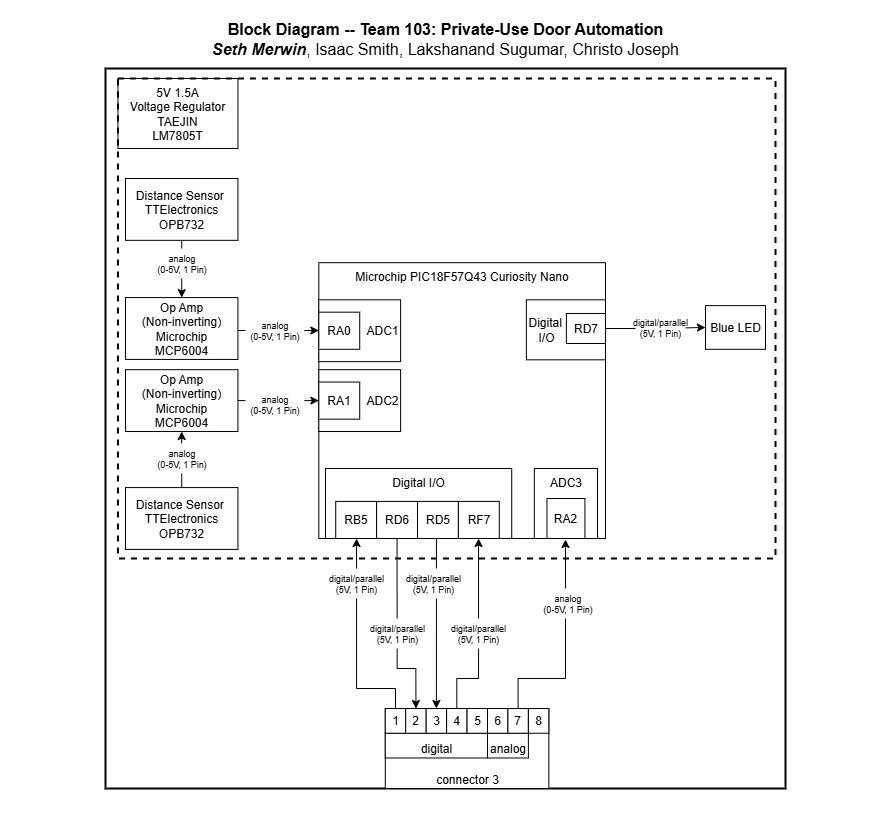 Block Diagram -- Team 103: Private-Use Door Automation
Seth Merwin, Isaac Smith, Lakshanand Sugumar, Christo Joseph
5V 1.5A
Voltage Regulator
TAEJIN
LM7805T
Distance Sensor
TTElectronics
OPB732
analog
(0-5V, 1 Pin)
Op Amp
(Non-inverting)
Microchip
MCP6004
analog
(0-5V, 1 Pin)
Op Amp
(Non-inverting)
Microchip
MCP6004
analog
(0-5V, 1 Pin)
analog
(0-5V, 1 Pin)
Distance Sensor
TTElectronics
OPB732
Microchip PIC18F57Q43 Curiosity Nano
RA0
ADC1
RA1
ADC2
Digital
I/O
RD7
digital/parallel
(5V, 1 Pin)
Blue LED
Digital I/O
RB5
RD6
RD5
RF7
ADC3
RA2
digital/parallel
(5V, 1 Pin)
digital/parallel
(5V, 1 Pin)
digital/parallel
(5V, 1 Pin)
digital/parallel
(5V, 1 Pin)
analog
(0-5V, 1 Pin)
1 2 3 4 5 6 7 8
digital
analog
connector 3